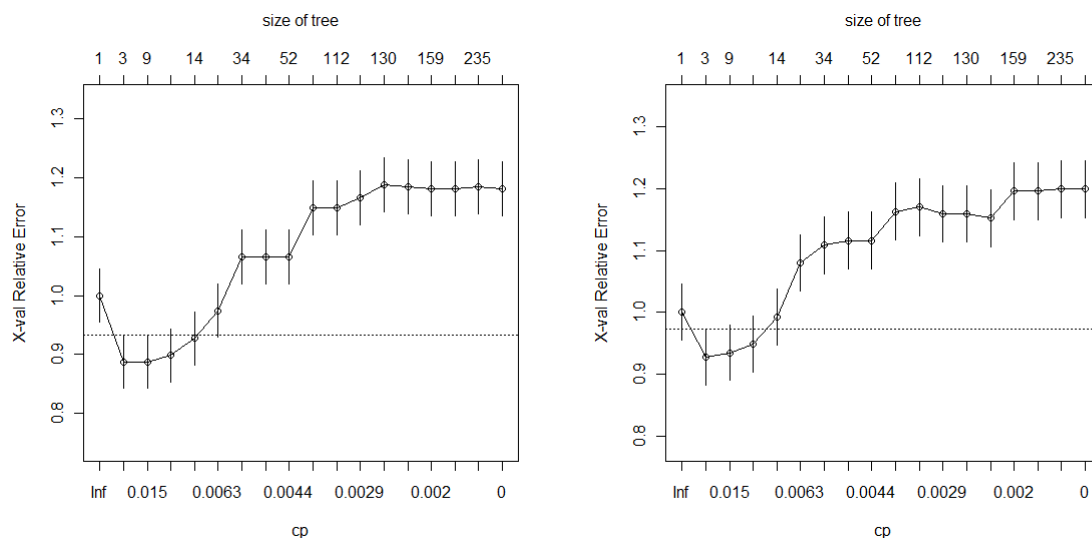 size of tree
1 3 9 14 34 52 112 130 159 235
X-val Relative Error
1.3
1.2
1.1
1.0
0.9
0.8
Inf 0.015 0.0063 0.0044 0.0029 0.002 0
cp
size of tree
1 3 9 14 34 52 112 130 159 235
X-val Relative Error
1.3
1.2
1.1
1.0
0.9
0.8
Inf 0.015 0.0063 0.0044 0.0029 0.002 0
cp